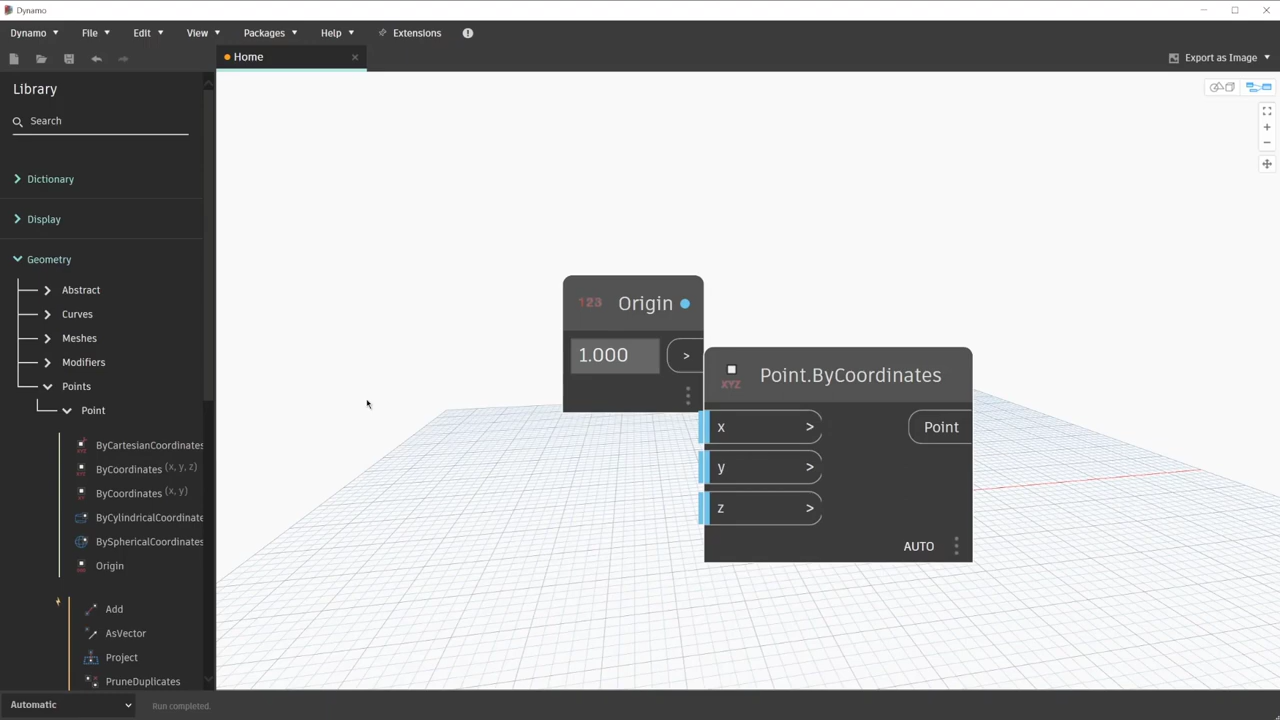 Dynamo
Dynamo File Edit View Packages Help Extensions
Home Export as Image
Library
Search
Dictionary
Display
Geometry
Abstract
Curves
Meshes
Modifiers
Points
Point
ByCartesianCoordinates
ByCoordinates (x, y, z)
ByCoordinates (x, y)
ByCylindricalCoordinate
BySphericalCoordinates
Origin
Add
AsVector
Project
PruneDuplicates
123 Origin
1.000 >
XYZ Point.ByCoordinates
x > Point
y >
z >
AUTO
Automatic Run completed.